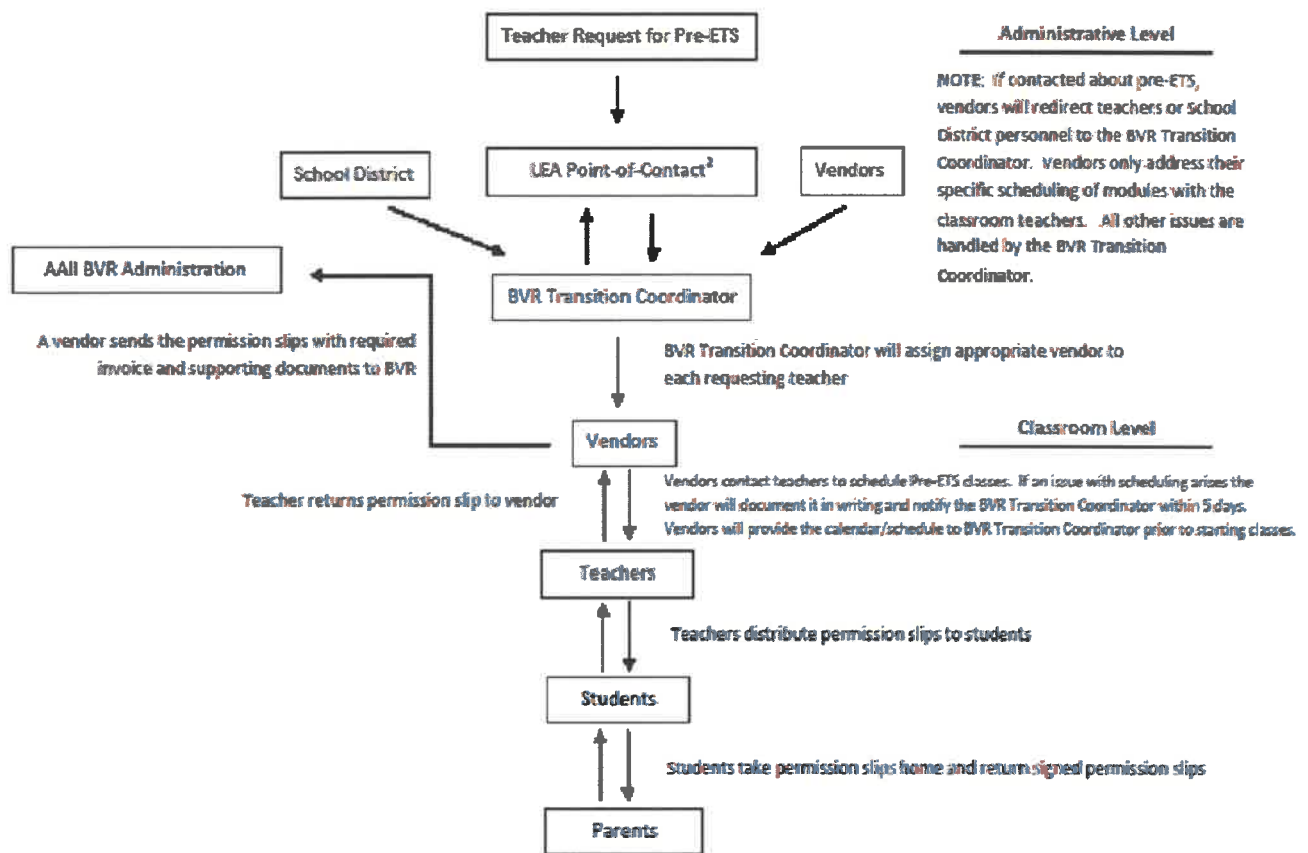 Teacher Request for Pre-ETS
Administrative Level
NOTE: If contacted about pre-ETS,
vendors will redirect teachers or School
District personnel to the BVR Transition
Coordinator. Vendors only address their
specific scheduling of modules with the
classroom teachers. All other issues are
handled by the BVR Transition
Coordinator.
School District
LEA Point-of-Contact²
Vendors
AAII BVR Administration
BVR Transition Coordinator
A vendor sends the permission slips with required
invoice and supporting documents to BVR
BVR Transition Coordinator will assign appropriate vendor to
each requesting teacher
Vendors
Classroom Level
Teacher returns permission slip to vendor
Vendors contact teachers to schedule Pre-ETS classes. If an issue with scheduling arises the
vendor will document it in writing and notify the BVR Transition Coordinator within 5 days.
Vendors will provide the calendar/schedule to BVR Transition Coordinator prior to starting classes.
Teachers
Teachers distribute permission slips to students
Students
Students take permission slips home and return signed permission slips
Parents